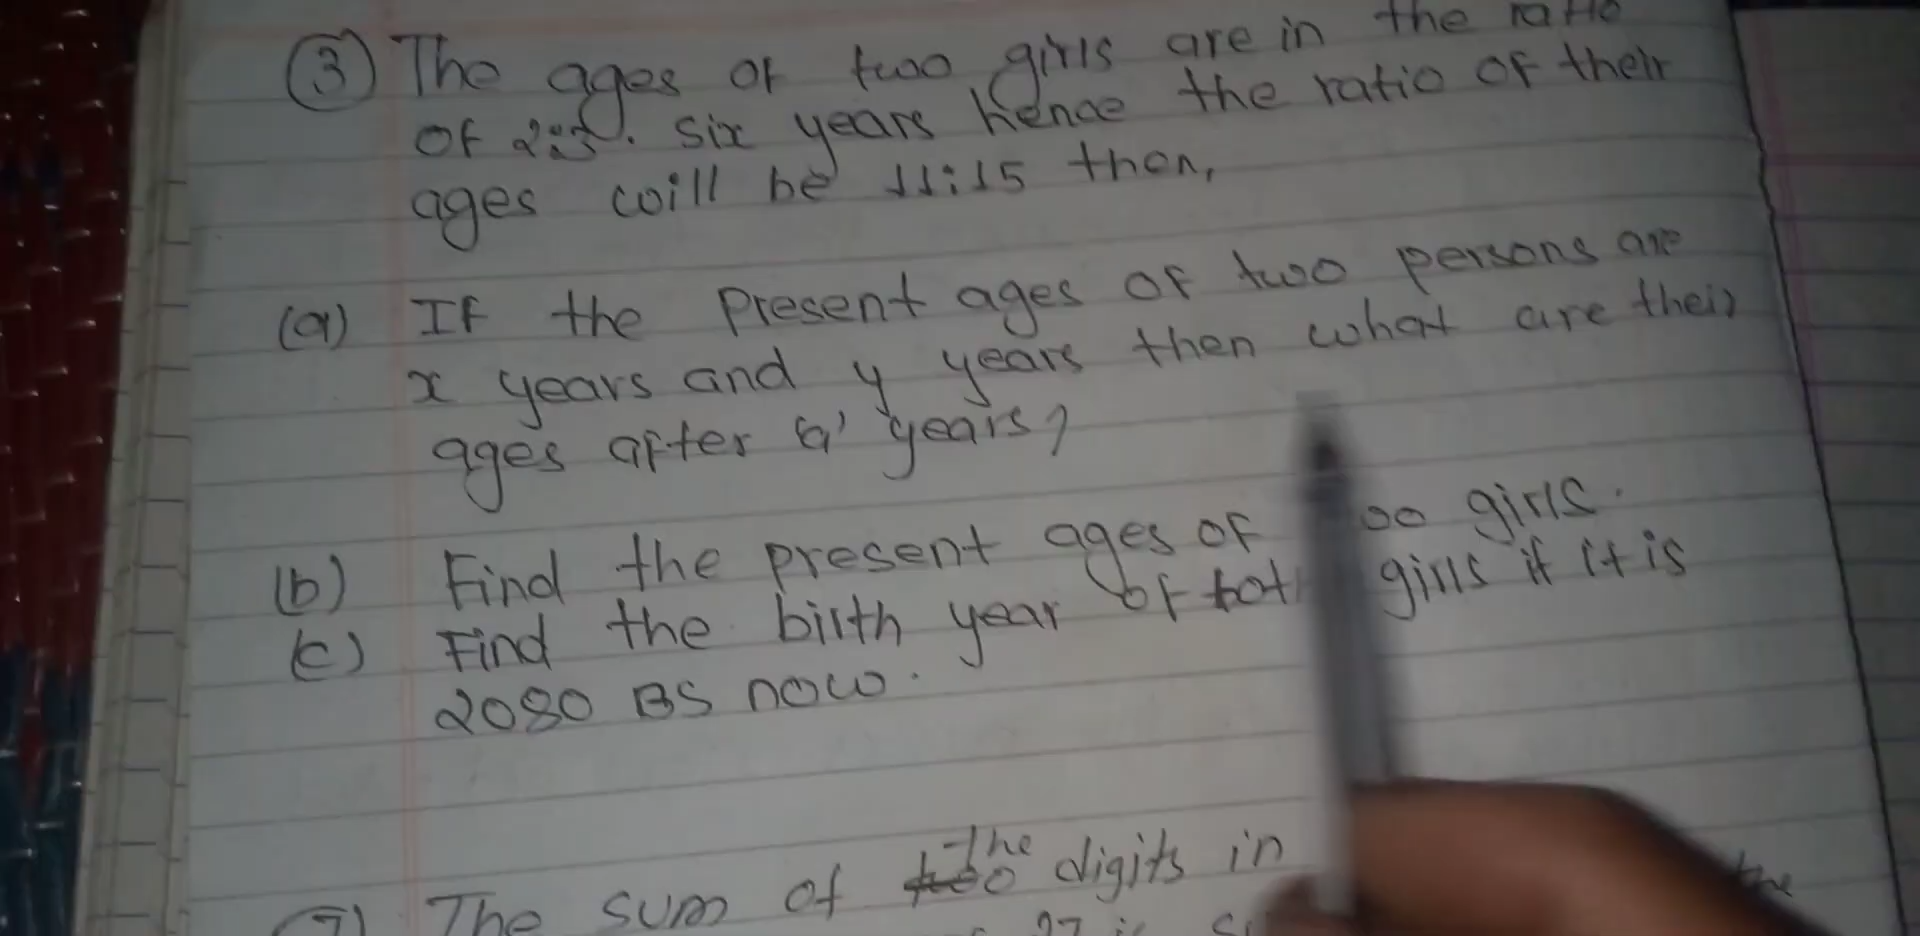 ③ The ages of two girls are in the ratio
of 2:3. six years hence the ratio of their
ages will be 11:15 then,
(a) If the present ages of two persons are
x years and y years then what are their
ages after 'a' years?
(b) Find the present ages of girls.
(c) Find the birth year of girls if it is
2080 BS now.
The sum of the digits in the